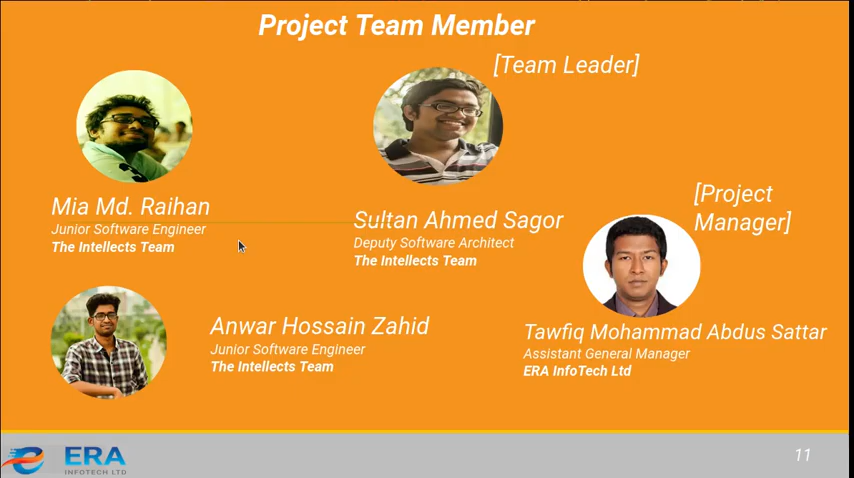 Project Team Member
[Team Leader]
Mia Md. Raihan
Junior Software Engineer
The Intellects Team
Sultan Ahmed Sagor
Deputy Software Architect
The Intellects Team
[Project
Manager]
Anwar Hossain Zahid
Junior Software Engineer
The Intellects Team
Tawfiq Mohammad Abdus Sattar
Assistant General Manager
ERA InfoTech Ltd
ERA
INFOTECH LTD
11